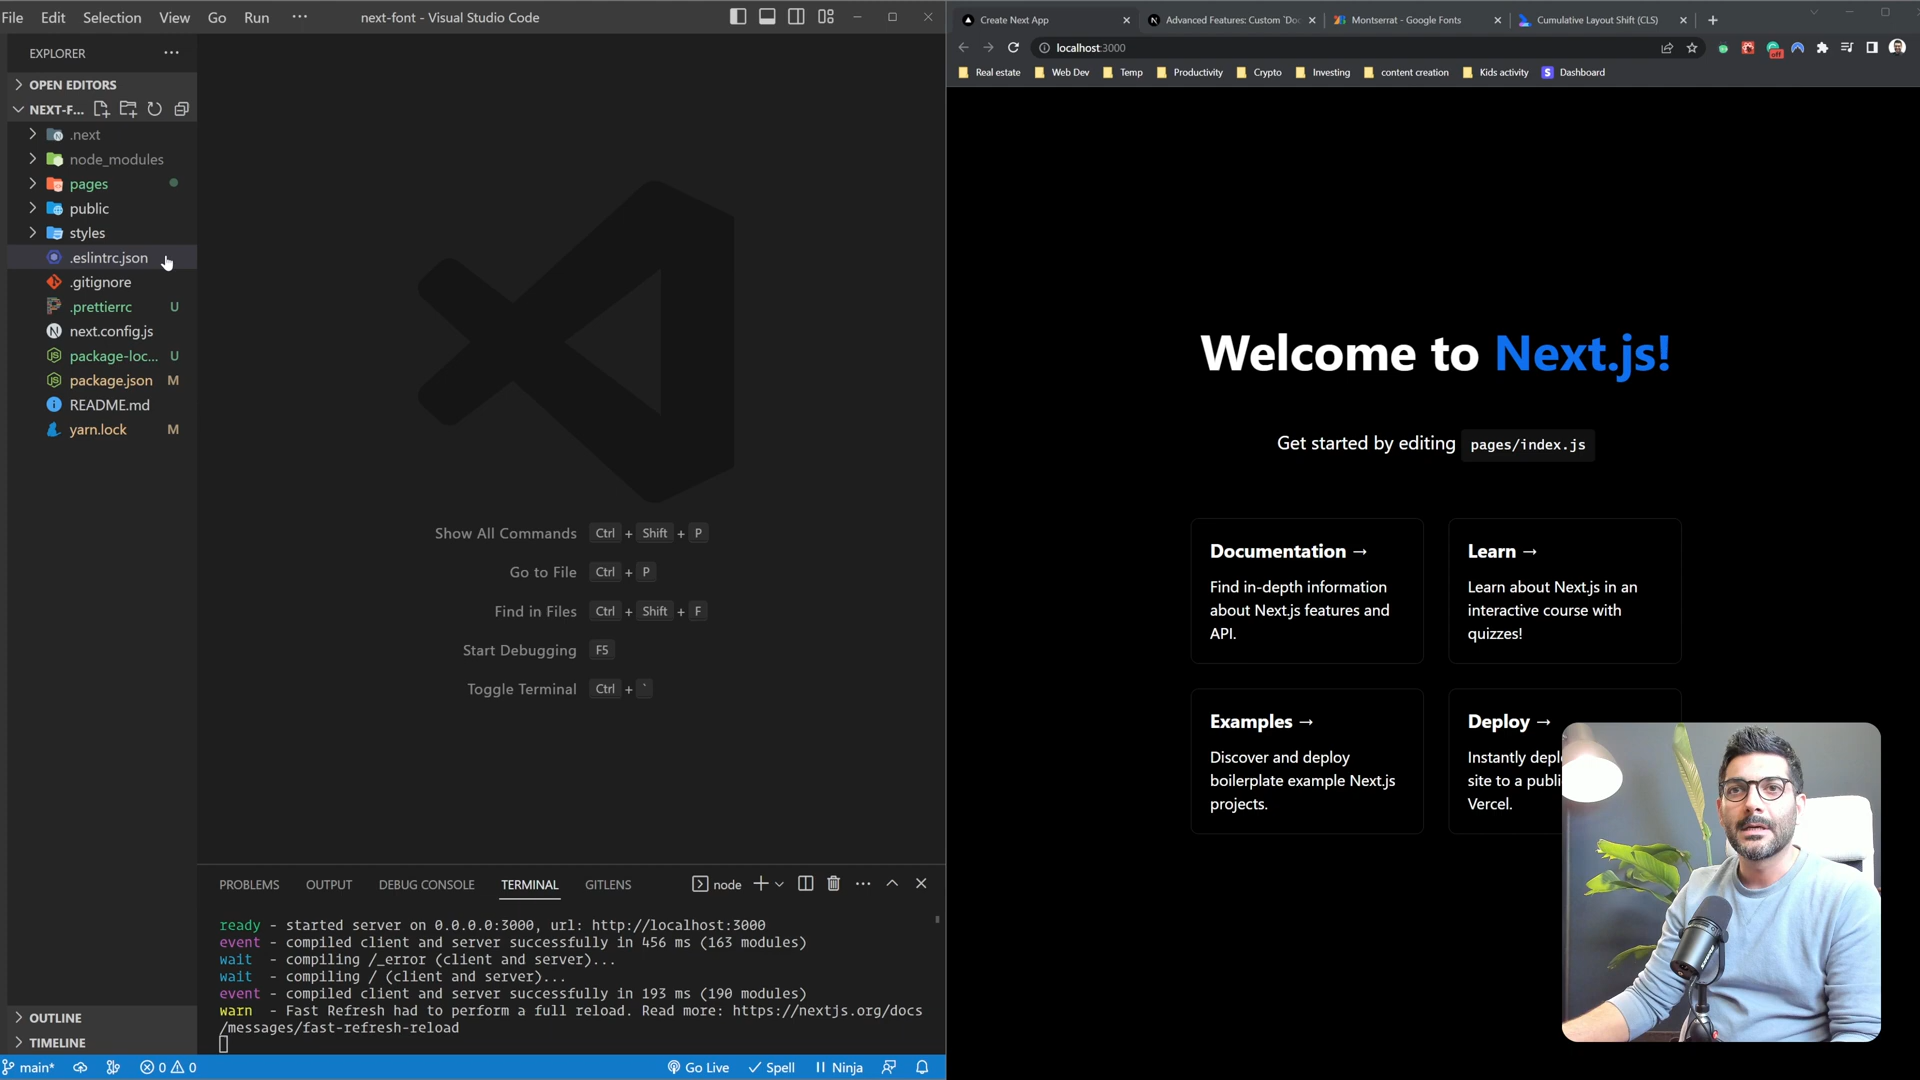 File Edit Selection View Go Run ··· next-font - Visual Studio Code
EXPLORER
OPEN EDITORS
NEXT-F...
.next
node_modules
pages
public
styles
.eslintrc.json
.gitignore
.prettierrc U
next.config.js
package-loc... U
package.json M
README.md
yarn.lock M
OUTLINE
TIMELINE
Show All Commands Ctrl + Shift + P
Go to File Ctrl + P
Find in Files Ctrl + Shift + F
Start Debugging F5
Toggle Terminal Ctrl + `
PROBLEMS OUTPUT DEBUG CONSOLE TERMINAL GITLENS node
ready - started server on 0.0.0.0:3000, url: http://localhost:3000
event - compiled client and server successfully in 456 ms (163 modules)
wait - compiling /_error (client and server)...
wait - compiling / (client and server)...
event - compiled client and server successfully in 193 ms (190 modules)
warn - Fast Refresh had to perform a full reload. Read more: https://nextjs.org/docs
/messages/fast-refresh-reload
main* 0 0 Go Live Spell Ninja
Create Next App Advanced Features: Custom `Do Montserrat - Google Fonts Cumulative Layout Shift (CLS)
localhost:3000
Real estate Web Dev Temp Productivity Crypto Investing content creation Kids activity Dashboard
Welcome to Next.js!
Get started by editing pages/index.js
Documentation →
Find in-depth information
about Next.js features and
API.
Learn →
Learn about Next.js in an
interactive course with
quizzes!
Examples →
Discover and deploy
boilerplate example Next.js
projects.
Deploy →
Instantly depl
site to a publi
Vercel.